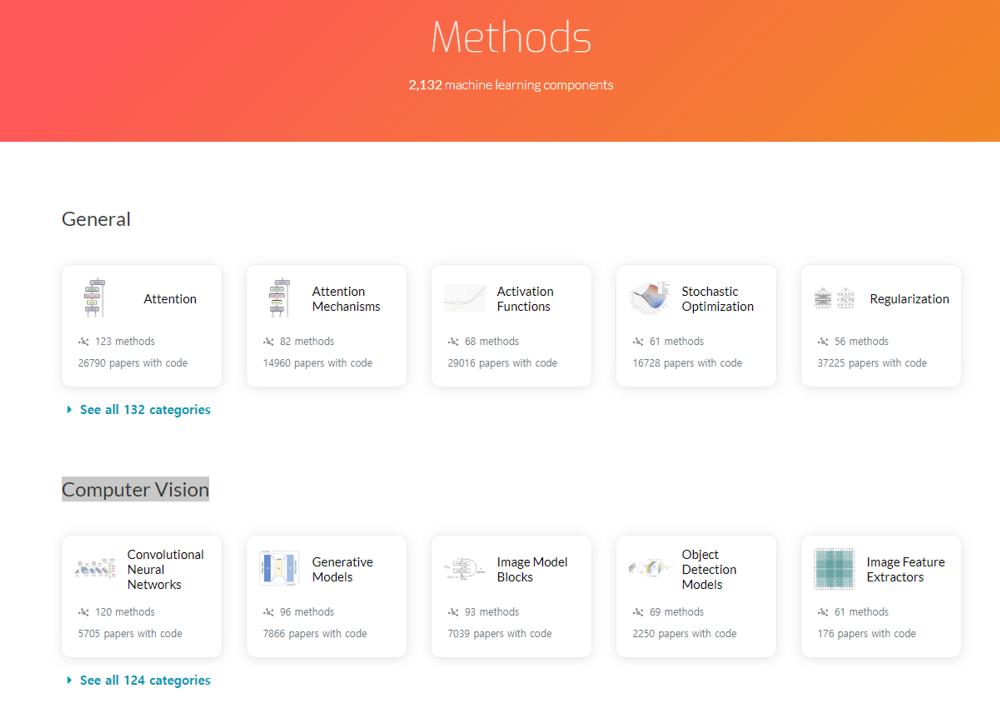 Methods
2,132 machine learning components
General
Attention
123 methods
26790 papers with code
Attention
Mechanisms
82 methods
14960 papers with code
Activation
Functions
68 methods
29016 papers with code
Stochastic
Optimization
61 methods
16728 papers with code
Regularization
56 methods
37225 papers with code
See all 132 categories
Computer Vision
Convolutional
Neural
Networks
120 methods
5705 papers with code
Generative
Models
96 methods
7866 papers with code
Image Model
Blocks
93 methods
7039 papers with code
Object
Detection
Models
69 methods
2250 papers with code
Image Feature
Extractors
61 methods
176 papers with code
See all 124 categories